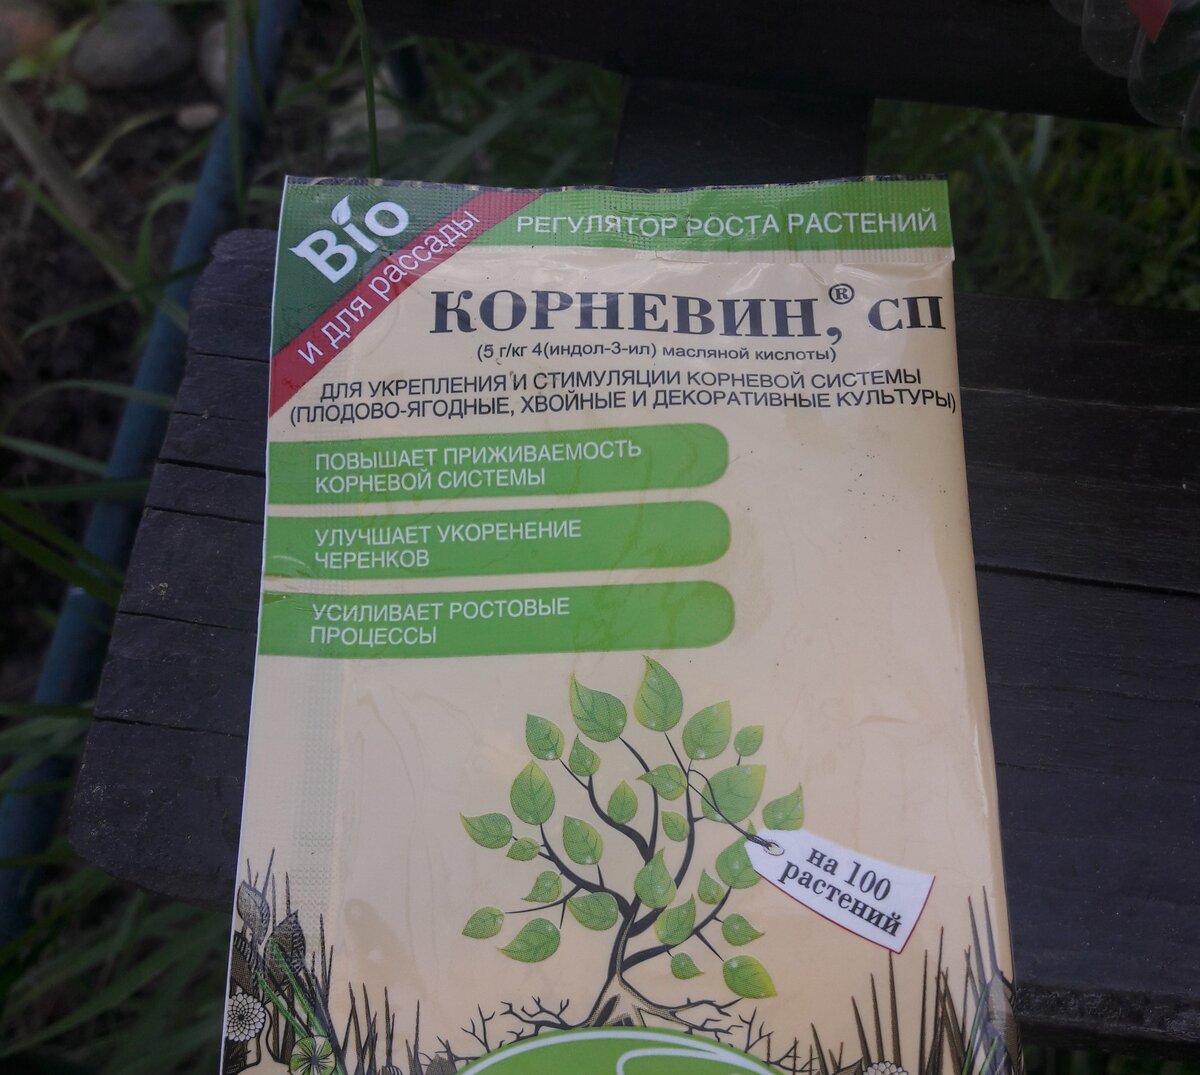 Bio
и для рассады
РЕГУЛЯТОР РОСТА РАСТЕНИЙ
КОРНЕВИН,® СП
(5 г/кг 4(индол-3-ил) масляной кислоты)
ДЛЯ УКРЕПЛЕНИЯ И СТИМУЛЯЦИИ КОРНЕВОЙ СИСТЕМЫ
(ПЛОДОВО-ЯГОДНЫЕ, ХВОЙНЫЕ И ДЕКОРАТИВНЫЕ КУЛЬТУРЫ)
ПОВЫШАЕТ ПРИЖИВАЕМОСТЬ
КОРНЕВОЙ СИСТЕМЫ
УЛУЧШАЕТ УКОРЕНЕНИЕ
ЧЕРЕНКОВ
УСИЛИВАЕТ РОСТОВЫЕ
ПРОЦЕССЫ
на 100
растений